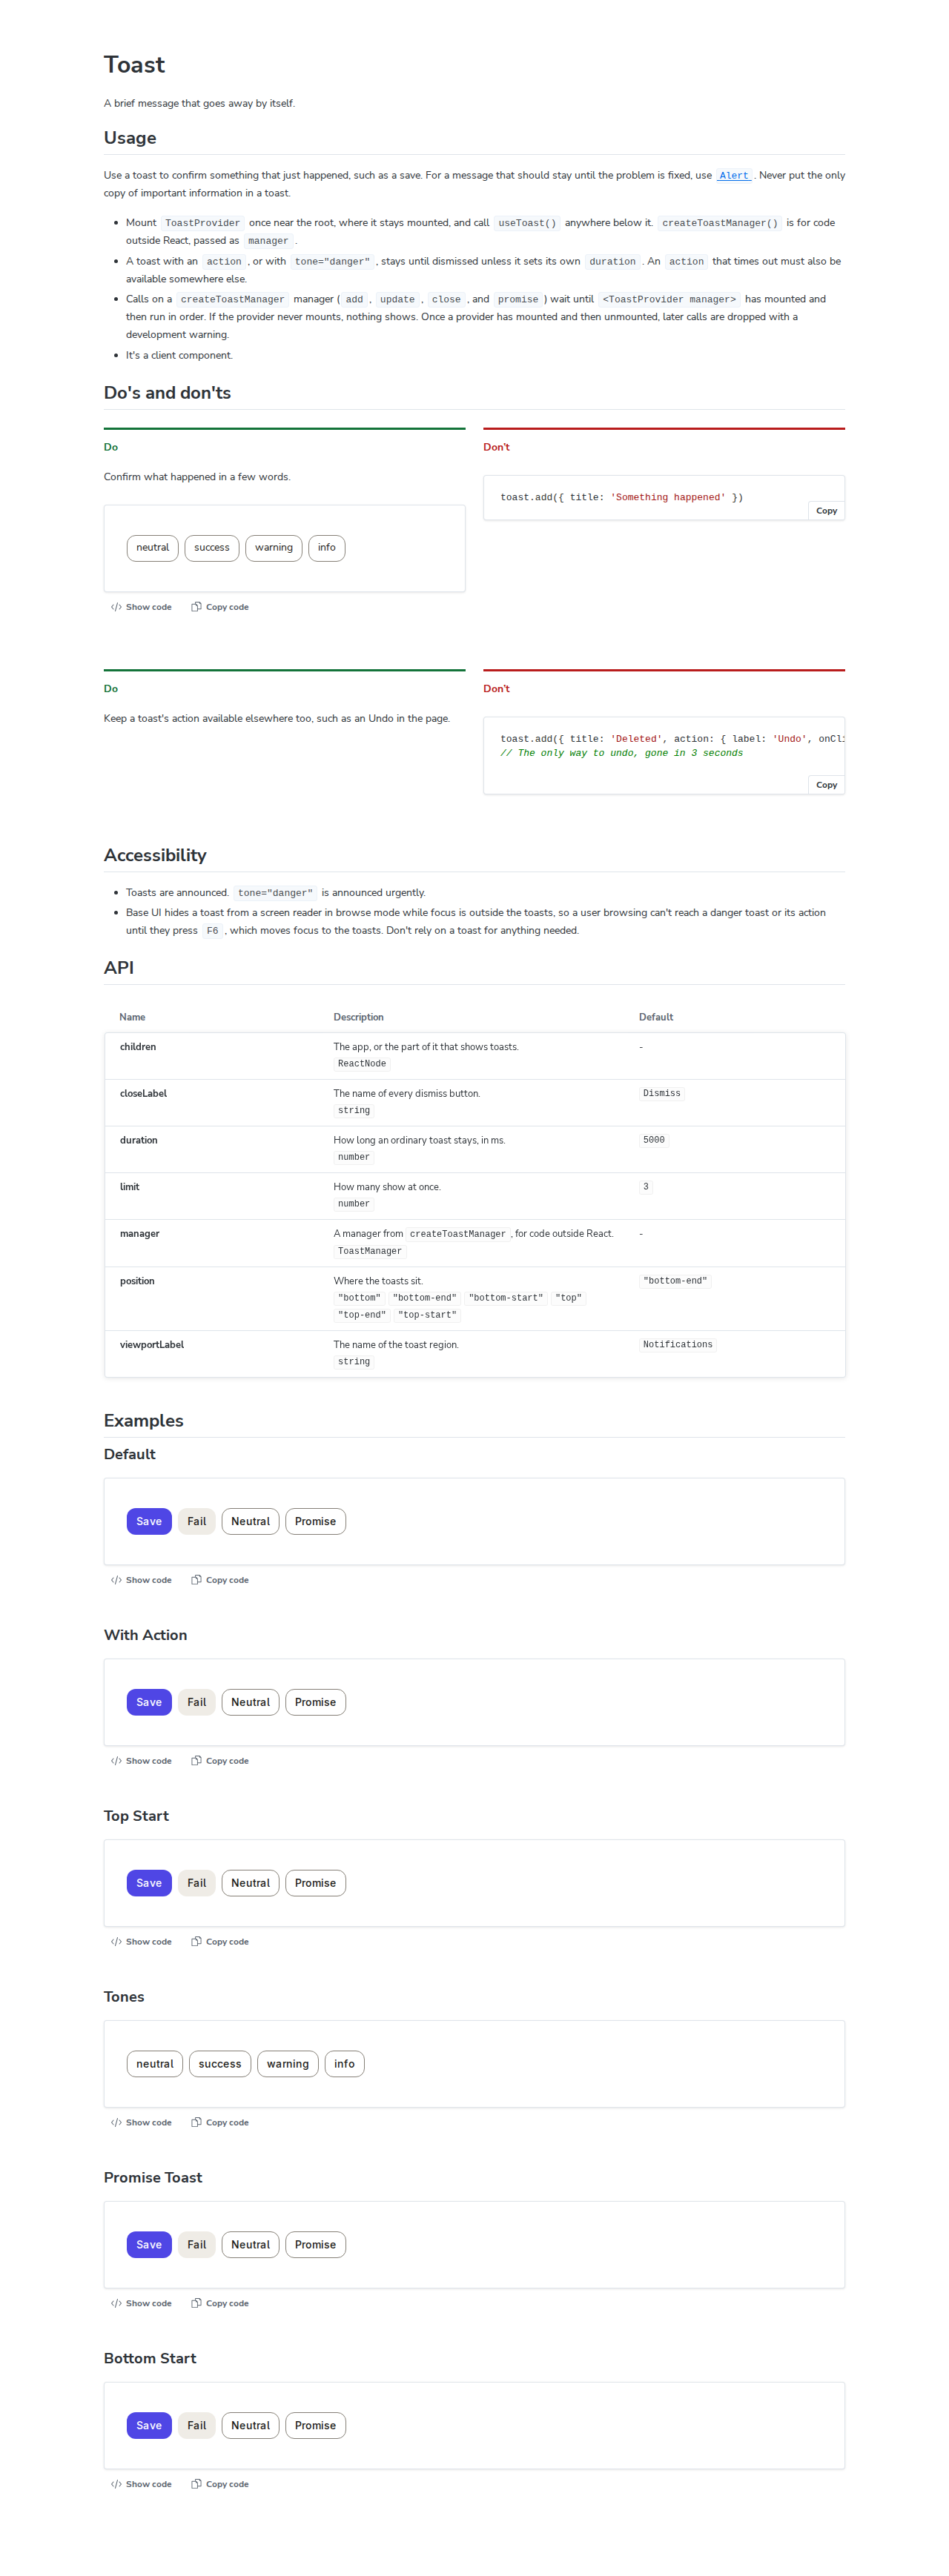 Toast
A brief message that goes away by itself.
Usage
Use a toast to confirm something that just happened, such as a save. For a message that should stay until the problem is fixed, use Alert . Never put the only
copy of important information in a toast.
Mount ToastProvider once near the root, where it stays mounted, and call useToast() anywhere below it. createToastManager() is for code
outside React, passed as manager .
A toast with an action , or with tone="danger" , stays until dismissed unless it sets its own duration . An action that times out must also be
available somewhere else.
Calls on a createToastManager manager ( add , update , close , and promise ) wait until <ToastProvider manager> has mounted and
then run in order. If the provider never mounts, nothing shows. Once a provider has mounted and then unmounted, later calls are dropped with a
development warning.
It's a client component.
Do's and don'ts
Do
Confirm what happened in a few words.
neutral success warning info
Show code Copy code
Don't
toast.add({ title: 'Something happened' })
Copy
Do
Keep a toast's action available elsewhere too, such as an Undo in the page.
Don't
toast.add({ title: 'Deleted', action: { label: 'Undo', onCli
// The only way to undo, gone in 3 seconds
Copy
Accessibility
Toasts are announced. tone="danger" is announced urgently.
Base UI hides a toast from a screen reader in browse mode while focus is outside the toasts, so a user browsing can't reach a danger toast or its action
until they press F6 , which moves focus to the toasts. Don't rely on a toast for anything needed.
API
Name Description Default
children The app, or the part of it that shows toasts. -
ReactNode
closeLabel The name of every dismiss button. Dismiss
string
duration How long an ordinary toast stays, in ms. 5000
number
limit How many show at once. 3
number
manager A manager from createToastManager , for code outside React. -
ToastManager
position Where the toasts sit. "bottom-end"
"bottom" "bottom-end" "bottom-start" "top"
"top-end" "top-start"
viewportLabel The name of the toast region. Notifications
string
Examples
Default
Save Fail Neutral Promise
Show code Copy code
With Action
Save Fail Neutral Promise
Show code Copy code
Top Start
Save Fail Neutral Promise
Show code Copy code
Tones
neutral success warning info
Show code Copy code
Promise Toast
Save Fail Neutral Promise
Show code Copy code
Bottom Start
Save Fail Neutral Promise
Show code Copy code